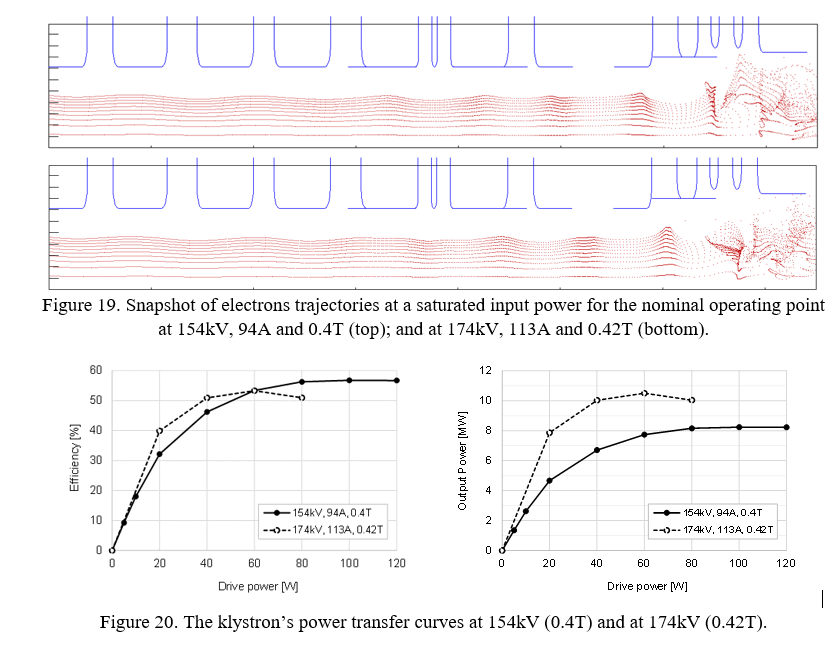 Figure 19. Snapshot of electrons trajectories at a saturated input power for the nominal operating point
at 154kV, 94A and 0.4T (top); and at 174kV, 113A and 0.42T (bottom).
60
50
40
30
20
10
0
Efficiency [%]
0 20 40 60 80 100 120
Drive power [W]
154kV, 94A, 0.4T
174kV, 113A, 0.42T
12
10
8
6
4
2
0
Output Power [MW]
0 20 40 60 80 100 120
Drive power [W]
154kV, 94A, 0.4T
174kV, 113A, 0.42T
Figure 20. The klystron's power transfer curves at 154kV (0.4T) and at 174kV (0.42T).